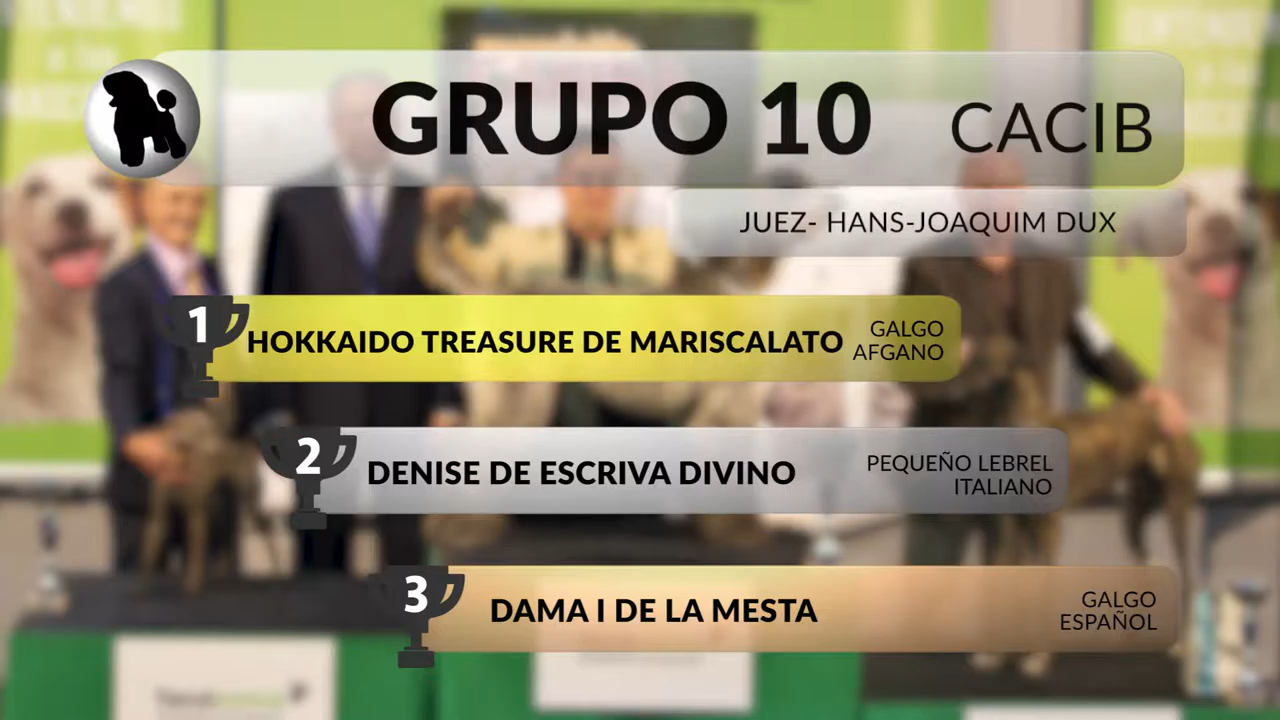 GRUPO 10 CACIB
JUEZ- HANS-JOAQUIM DUX
1 HOKKAIDO TREASURE DE MARISCALATO GALGO
AFGANO
2 DENISE DE ESCRIVA DIVINO PEQUEÑO LEBREL
ITALIANO
3 DAMA I DE LA MESTA GALGO
ESPAÑOL